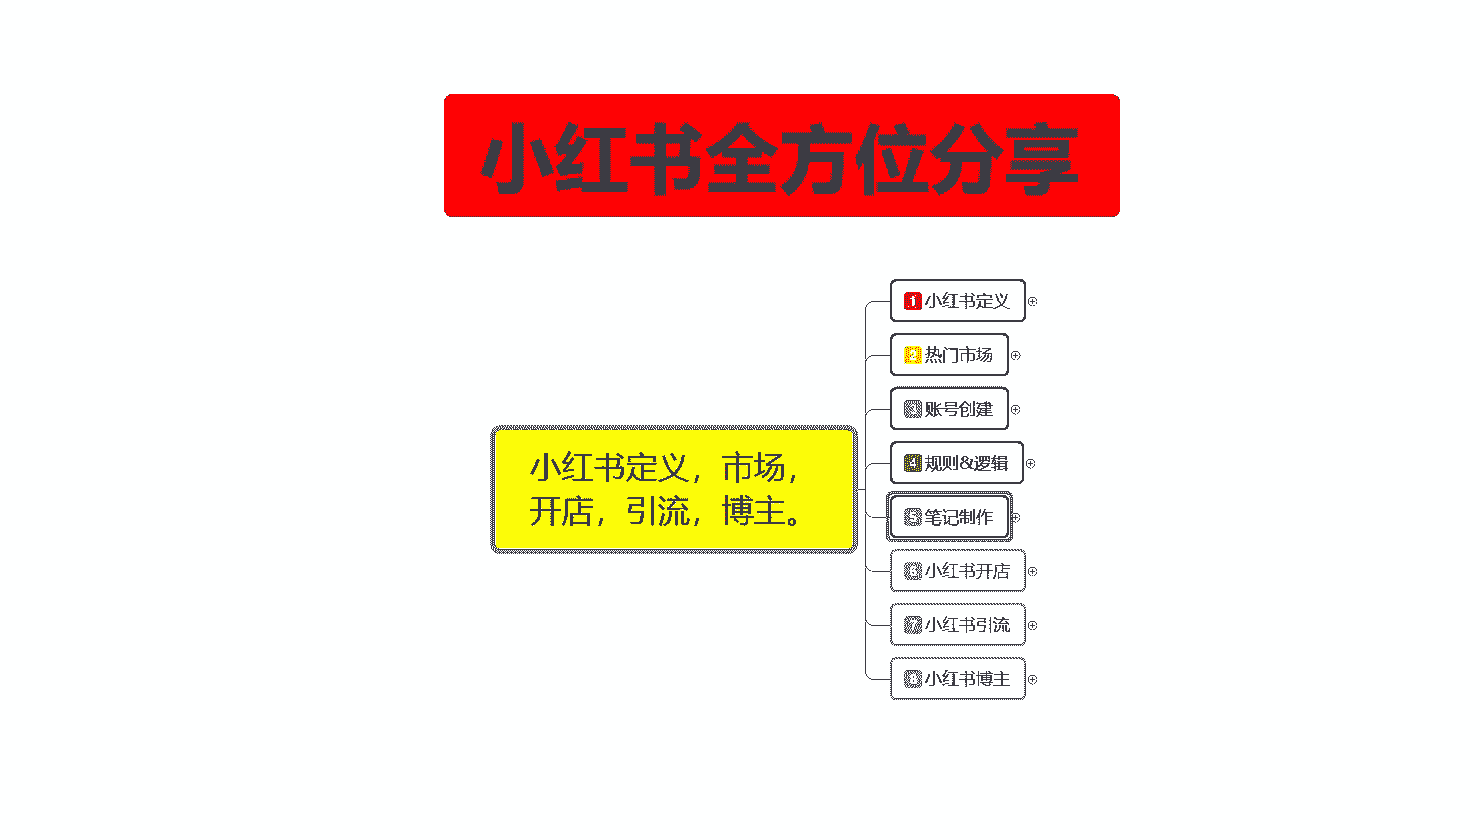 小红书全方位分享
小红书定义，市场，
开店，引流，博主。
1 小红书定义
2 热门市场
3 账号创建
4 规则&逻辑
5 笔记制作
6 小红书开店
7 小红书引流
8 小红书博主